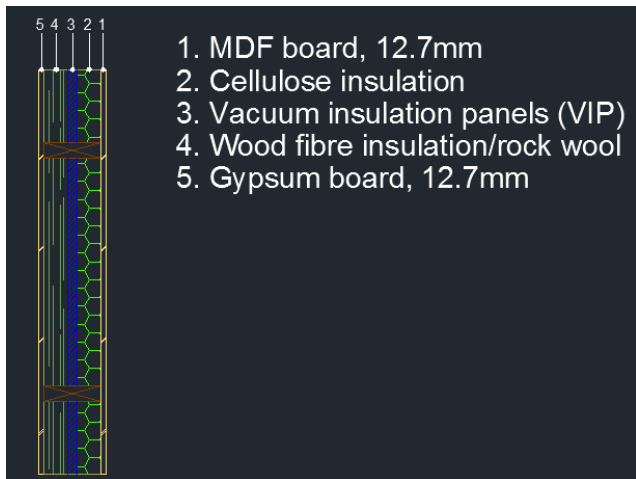 5 4 3 2 1
1. MDF board, 12.7mm
2. Cellulose insulation
3. Vacuum insulation panels (VIP)
4. Wood fibre insulation/rock wool
5. Gypsum board, 12.7mm